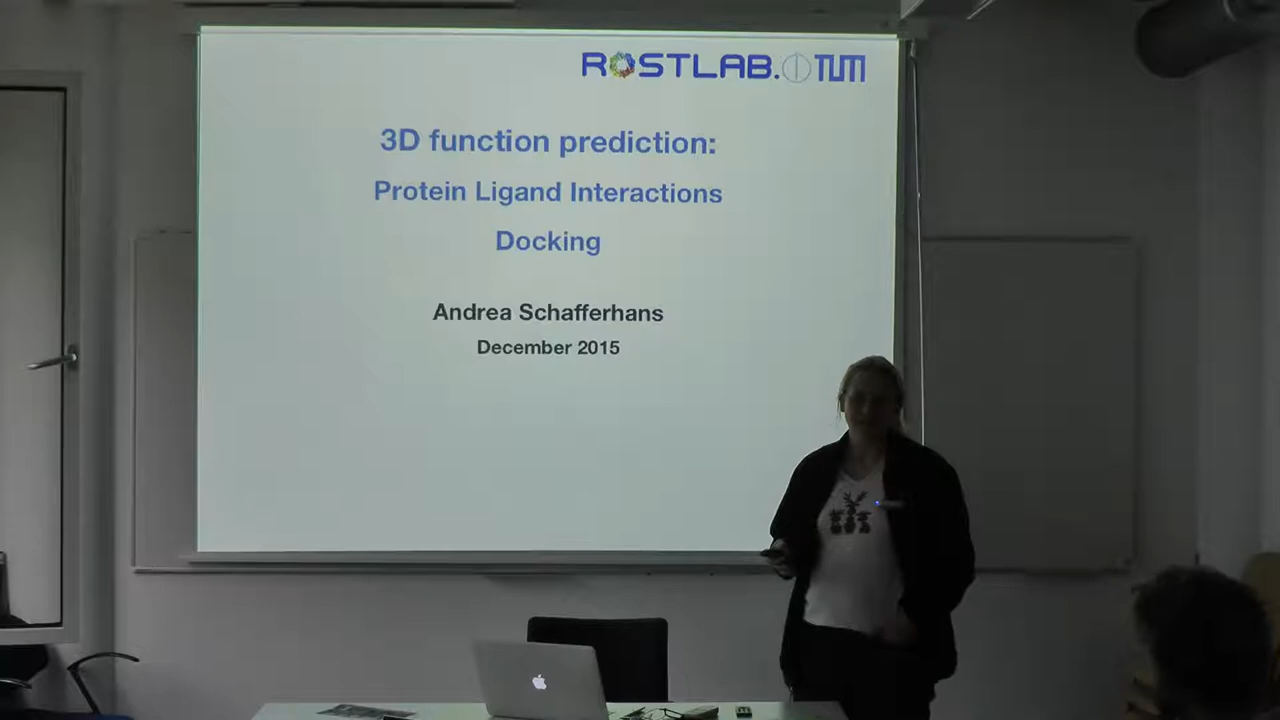 ROSTLAB. TUM
3D function prediction:
Protein Ligand Interactions
Docking
Andrea Schafferhans
December 2015